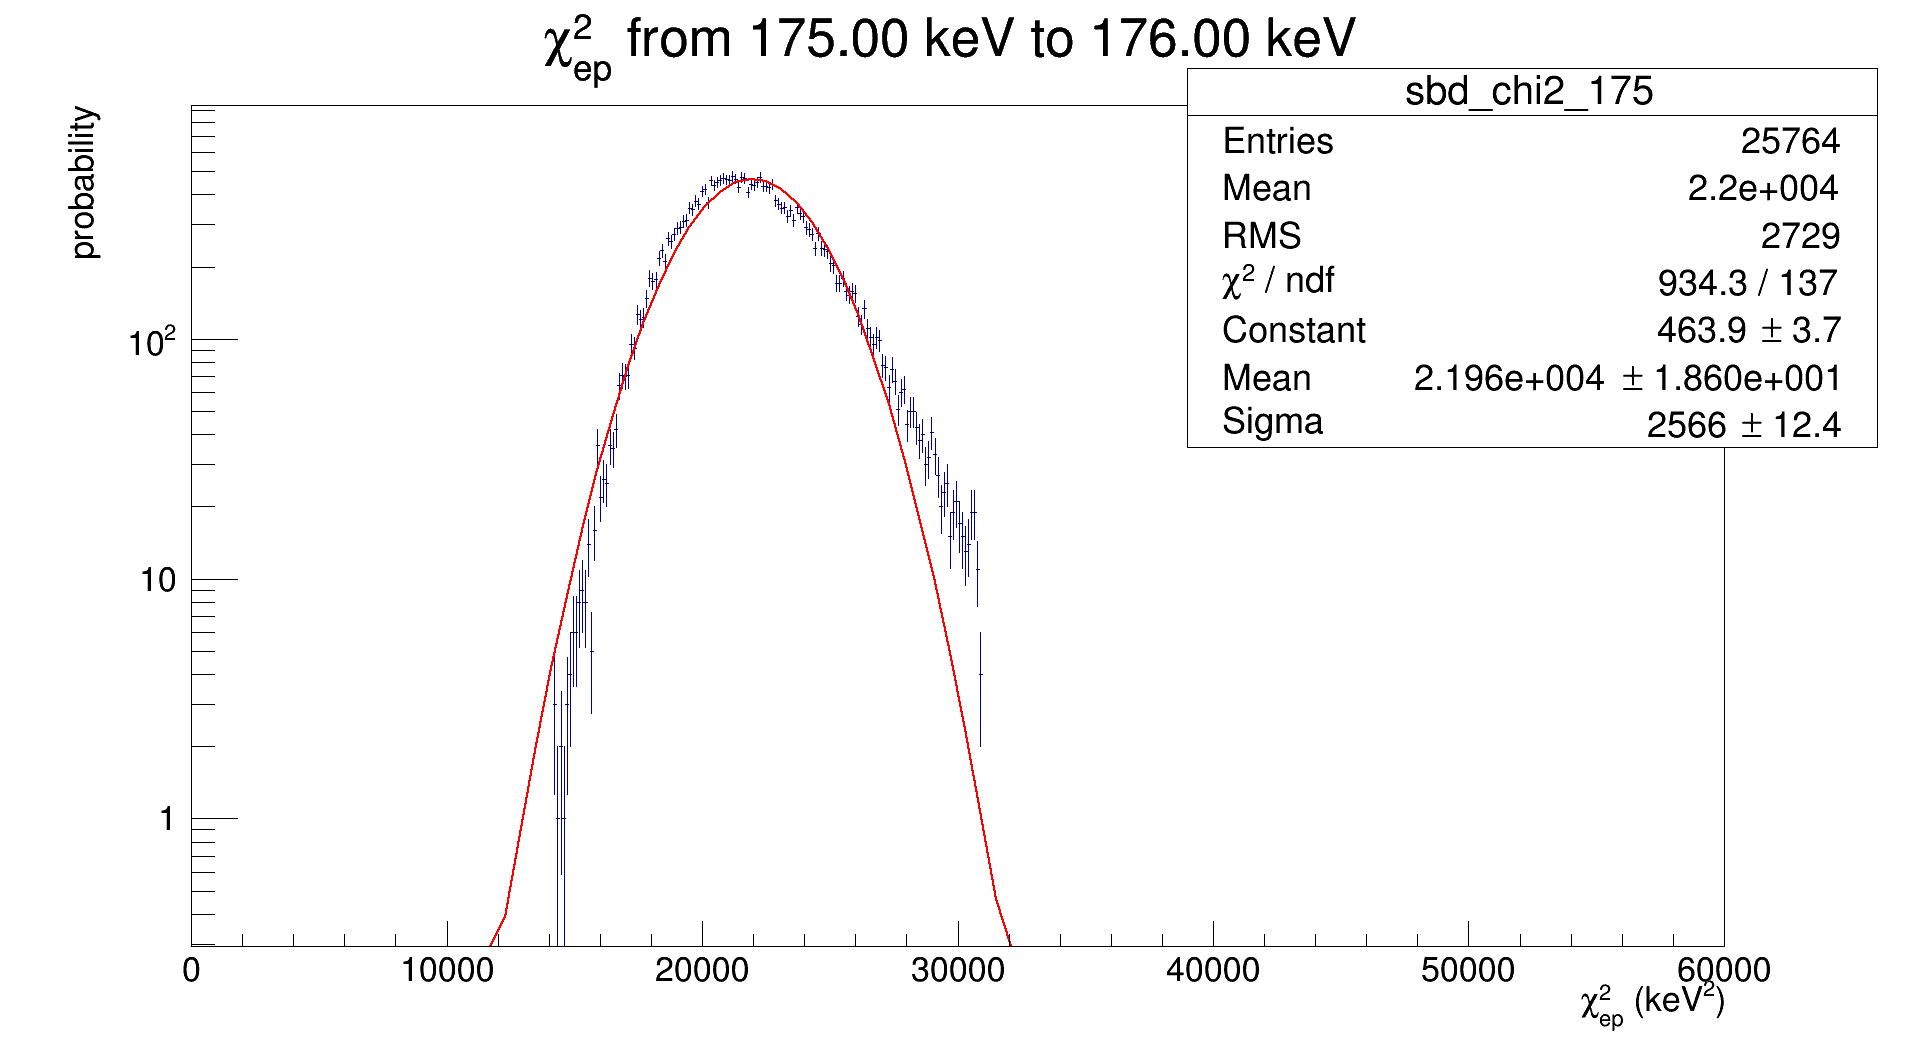 χ²ep from 175.00 keV to 176.00 keV
probability
sbd_chi2_175
Entries 25764
Mean 2.2e+004
RMS 2729
χ² / ndf 934.3 / 137
Constant 463.9 ± 3.7
Mean 2.196e+004 ± 1.860e+001
Sigma 2566 ± 12.4
10²
10
1
0 10000 20000 30000 40000 50000 60000
χ²ep (keV²)